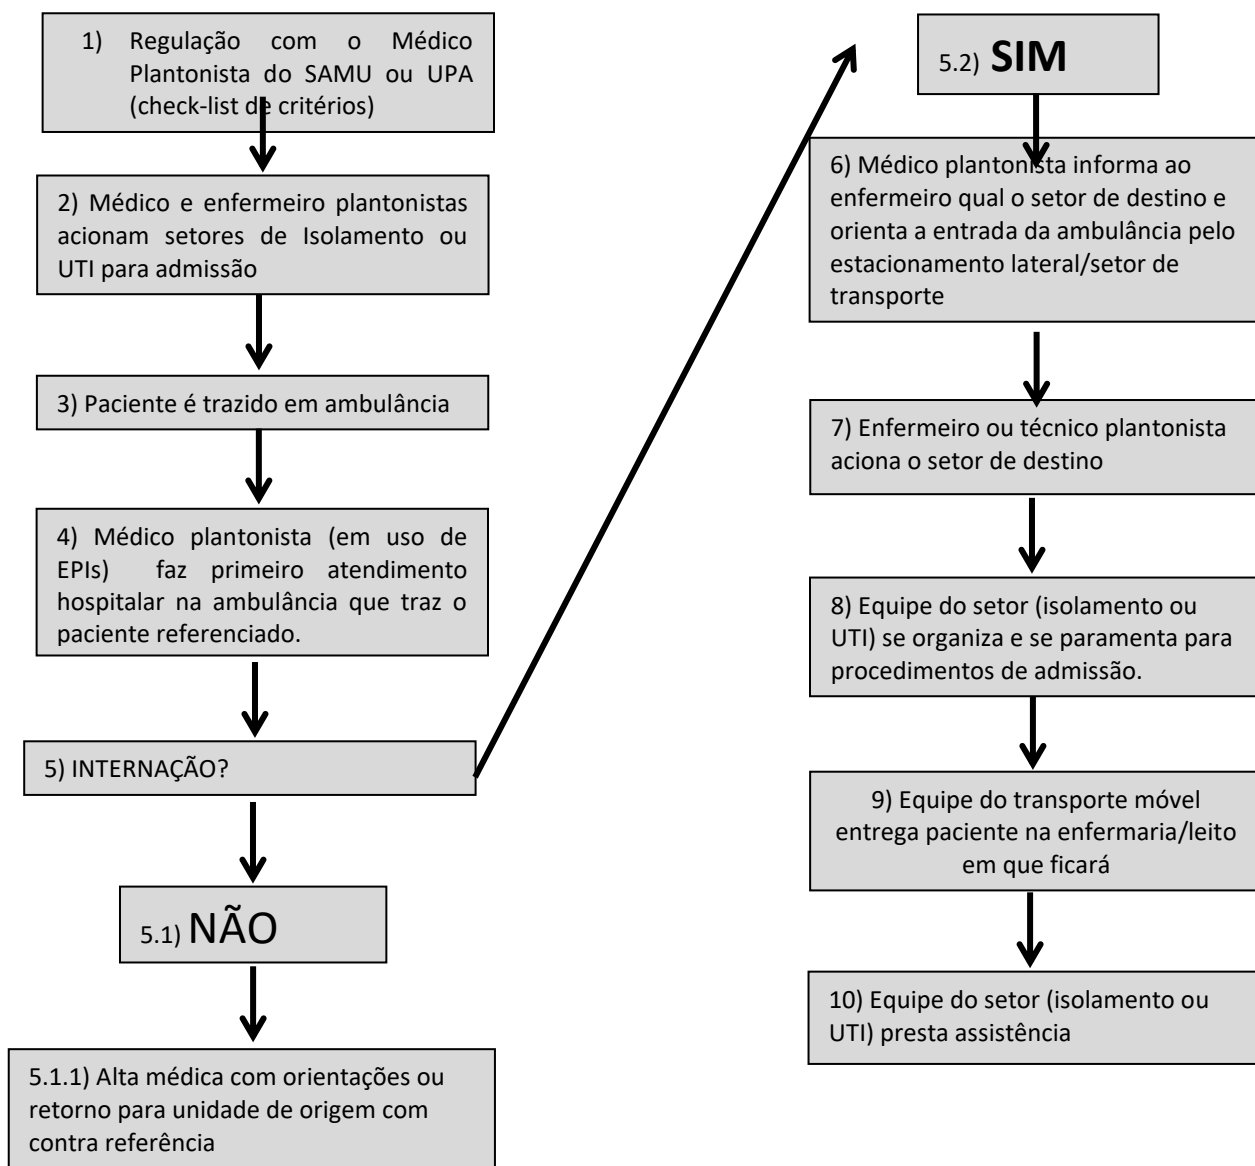 1) Regulação com o Médico
Plantonista do SAMU ou UPA
(check-list de critérios)
2) Médico e enfermeiro plantonistas
acionam setores de Isolamento ou
UTI para admissão
3) Paciente é trazido em ambulância
4) Médico plantonista (em uso de
EPIs) faz primeiro atendimento
hospitalar na ambulância que traz o
paciente referenciado.
5) INTERNAÇÃO?
5.1) NÃO
5.1.1) Alta médica com orientações ou
retorno para unidade de origem com
contra referência
5.2) SIM
6) Médico plantonista informa ao
enfermeiro qual o setor de destino e
orienta a entrada da ambulância pelo
estacionamento lateral/setor de
transporte
7) Enfermeiro ou técnico plantonista
aciona o setor de destino
8) Equipe do setor (isolamento ou
UTI) se organiza e se paramenta para
procedimentos de admissão.
9) Equipe do transporte móvel
entrega paciente na enfermaria/leito
em que ficará
10) Equipe do setor (isolamento ou
UTI) presta assistência